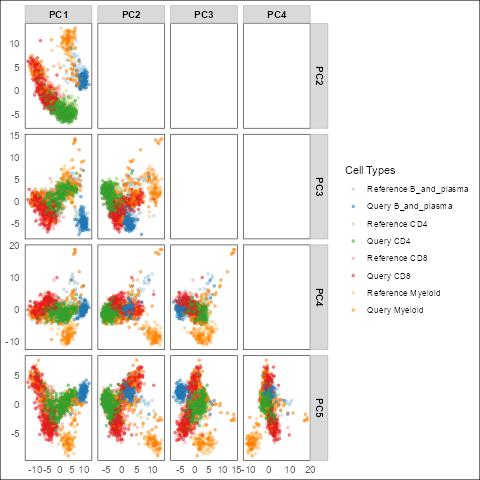 PC1 PC2 PC3 PC4
10
5
0
-5
PC2
15
10
5
0
-5
PC3
20
10
0
-10
PC4
5
0
-5
PC5
-10 -5 0 5 10
-5 0 5 10
-5 0 5 10 15
-10 0 10 20
Cell Types
Reference B_and_plasma
Query B_and_plasma
Reference CD4
Query CD4
Reference CD8
Query CD8
Reference Myeloid
Query Myeloid